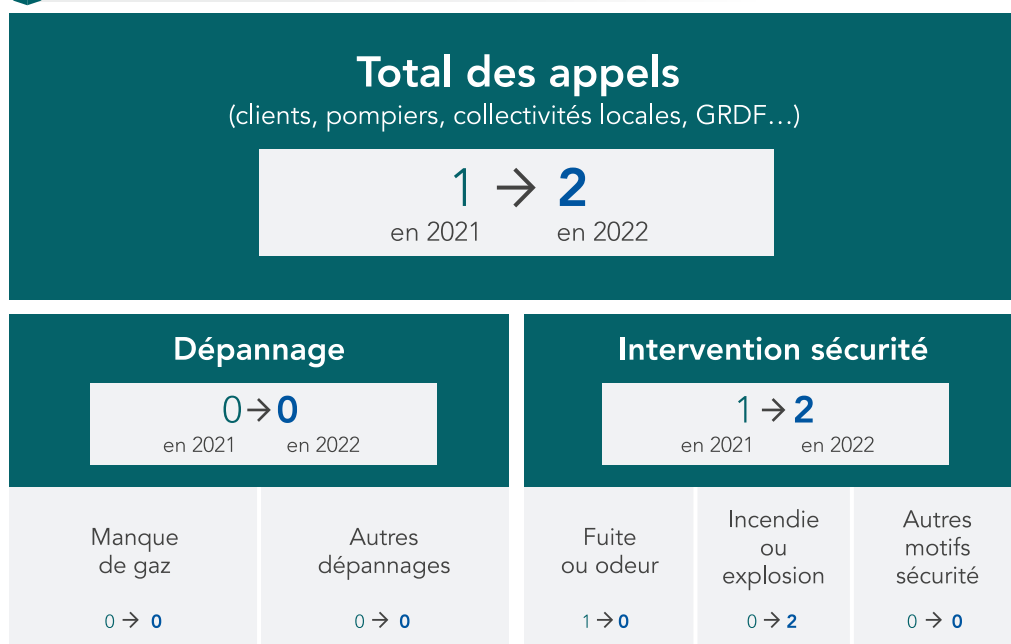 Total des appels
(clients, pompiers, collectivités locales, GRDF...)
1 → 2
en 2021 en 2022
Dépannage
0 → 0
en 2021 en 2022
Manque
de gaz
0 → 0
Autres
dépannages
0 → 0
Intervention sécurité
1 → 2
en 2021 en 2022
Fuite
ou odeur
1 → 0
Incendie
ou
explosion
0 → 2
Autres
motifs
sécurité
0 → 0